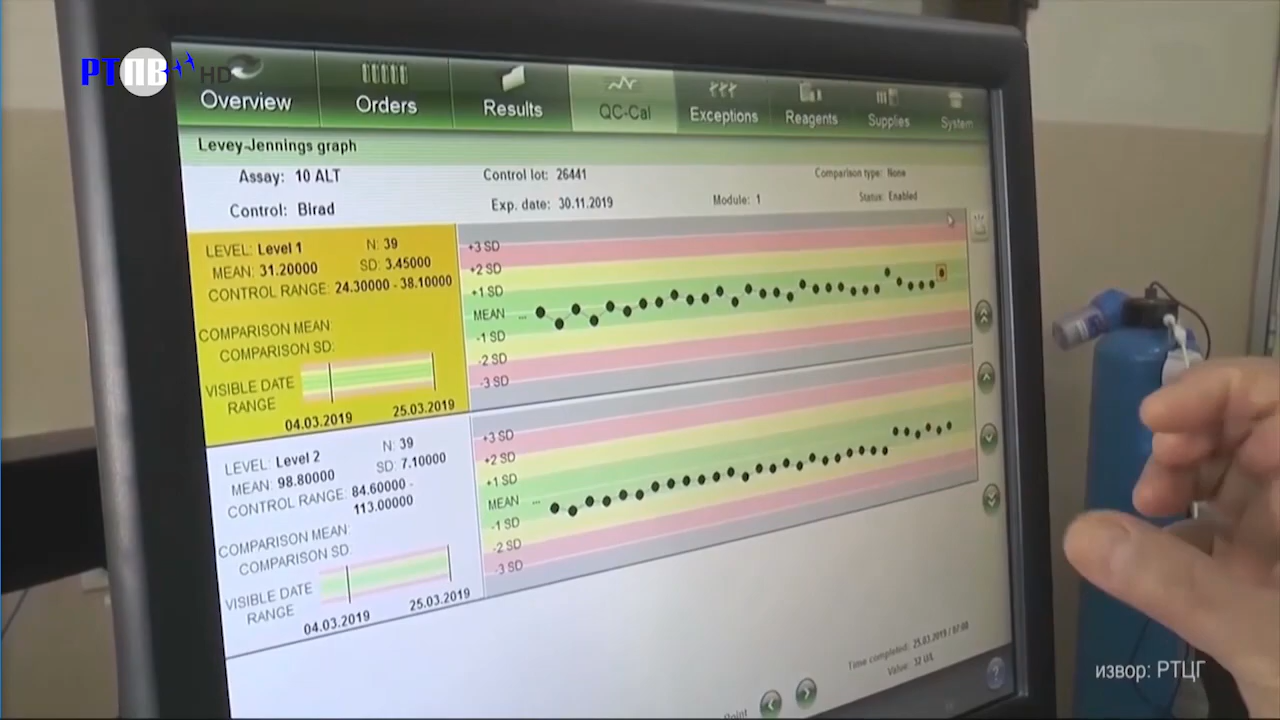 РТ ПВ HD
Overview Orders Results QC-Cal Exceptions Reagents Supplies System
Levey-Jennings graph
Assay: 10 ALT Control lot: 26441 Comparison type: None
Control: Birad Exp. date: 30.11.2019 Module: 1 Status: Enabled
LEVEL: Level 1 N: 39
MEAN: 31.20000 SD: 3.45000
CONTROL RANGE: 24.30000 - 38.10000
COMPARISON MEAN:
COMPARISON SD:
VISIBLE DATE
RANGE
04.03.2019 25.03.2019
+3 SD
+2 SD
+1 SD
MEAN ...
-1 SD
-2 SD
-3 SD
LEVEL: Level 2 N: 39
MEAN: 98.80000 SD: 7.10000
CONTROL RANGE: 84.60000 -
113.00000
COMPARISON MEAN:
COMPARISON SD:
VISIBLE DATE
RANGE
04.03.2019 25.03.2019
+3 SD
+2 SD
+1 SD
MEAN ...
-1 SD
-2 SD
-3 SD
Time completed: 25.03.2019 / 07:08
Value: 32 U/L
Point
?
извор: РТЦГ